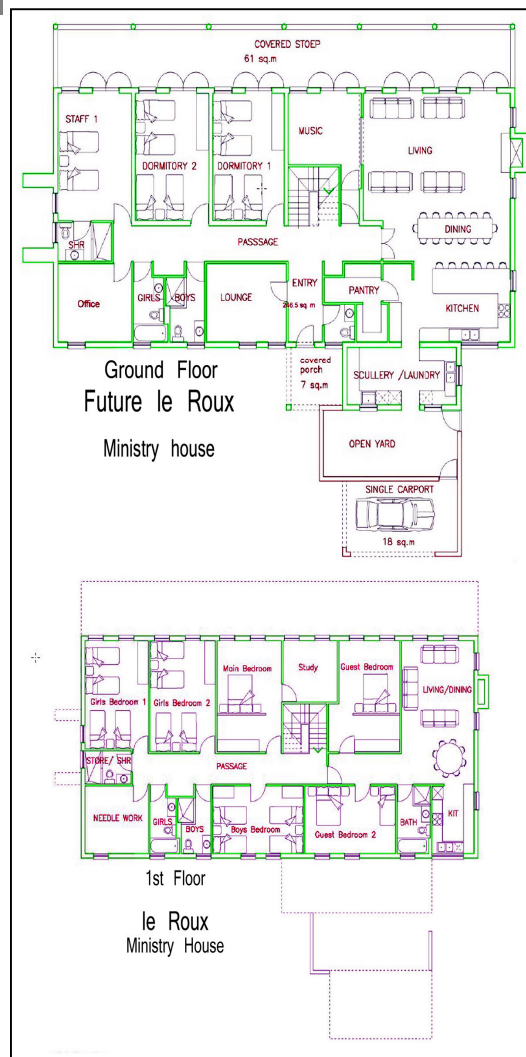 COVERED STOEP
61 sq.m
STAFF 1
DORMITORY 2
DORMITORY 1
MUSIC
LIVING
SHR
PASSSAGE
DINING
Office
GIRLS
BOYS
LOUNGE
ENTRY
246.5 sq. m
PANTRY
KITCHEN
covered
porch
7 sq.m
SCULLERY /LAUNDRY
Ground Floor
Future le Roux
Ministry house
OPEN YARD
SINGLE CARPORT
18 sq.m
Girls Bedroom 1
Girls Bedroom 2
Main Bedroom
Study
Guest Bedroom
LIVING/DINING
STORE/ SHR
PASSAGE
NEEDLE WORK
GIRLS
BOYS
Boys Bedroom
Guest Bedroom 2
BATH
KIT
1st Floor
le Roux
Ministry House